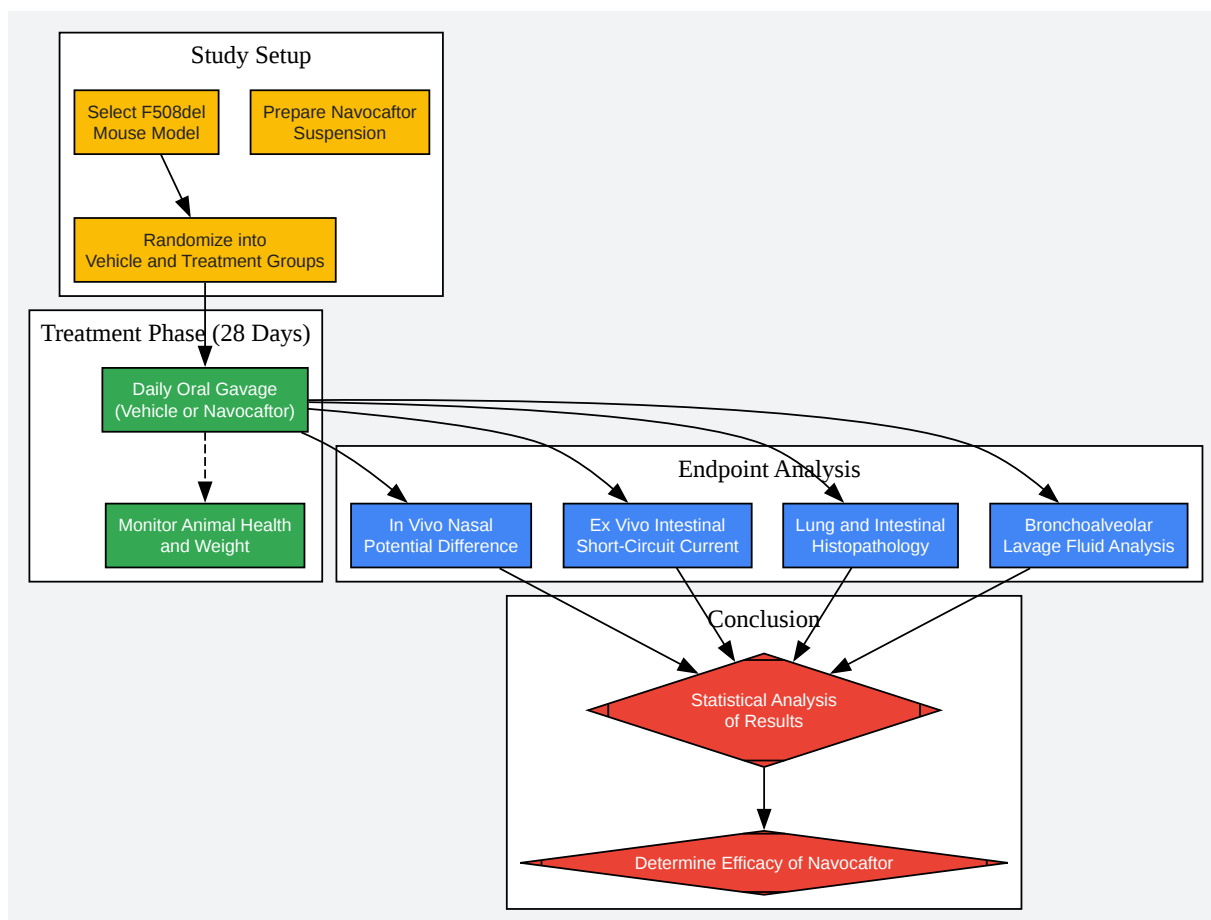 Study Setup
Select F508del
Mouse Model
Prepare Navocaftor
Suspension
Randomize into
Vehicle and Treatment Groups
Treatment Phase (28 Days)
Daily Oral Gavage
(Vehicle or Navocaftor)
Monitor Animal Health
and Weight
Endpoint Analysis
In Vivo Nasal
Potential Difference
Ex Vivo Intestinal
Short-Circuit Current
Lung and Intestinal
Histopathology
Bronchoalveolar
Lavage Fluid Analysis
Conclusion
Statistical Analysis
of Results
Determine Efficacy of Navocaftor